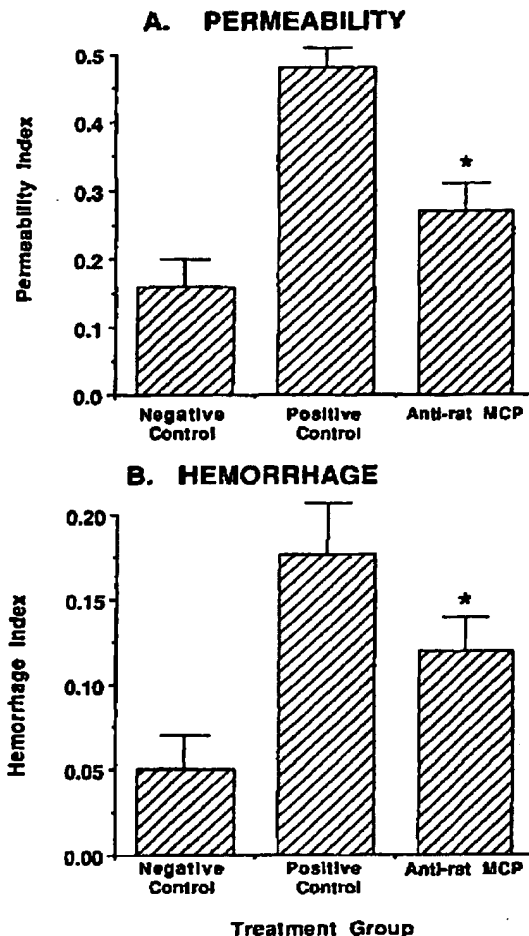 A. PERMEABILITY
Permeability Index
0.5
0.4
0.3
0.2
0.1
0.0
*
Negative
Control
Positive
Control
Anti-rat MCP
B. HEMORRHAGE
Hemorrhage Index
0.20
0.15
0.10
0.05
0.00
*
Negative
Control
Positive
Control
Anti-rat MCP
Treatment Group